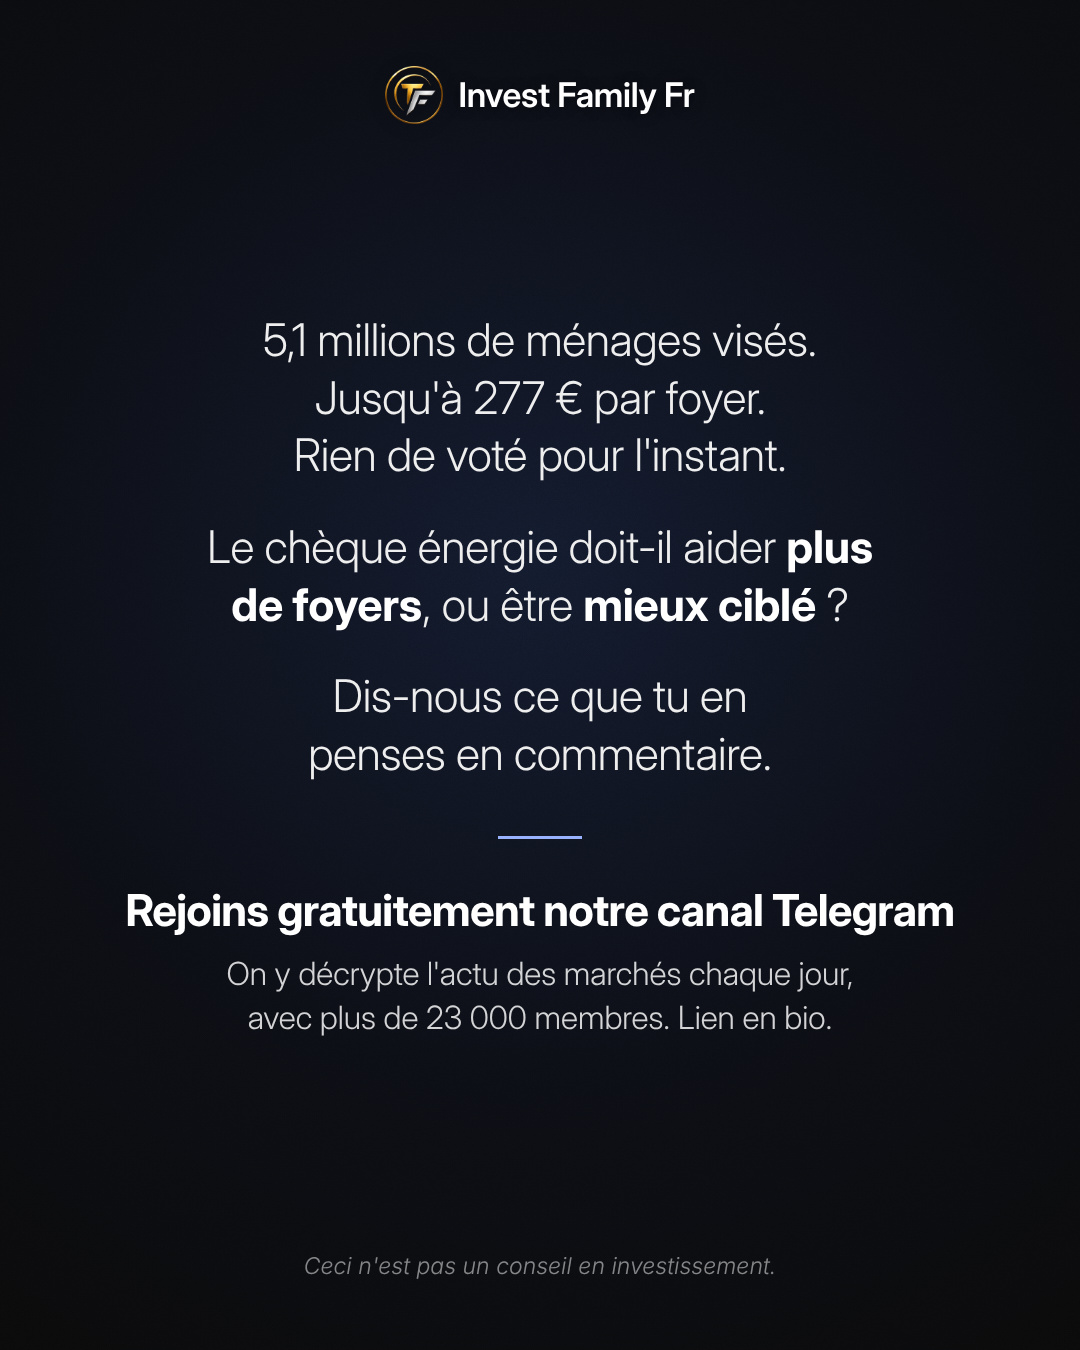 TF Invest Family Fr
5,1 millions de ménages visés.
Jusqu'à 277 € par foyer.
Rien de voté pour l'instant.
Le chèque énergie doit-il aider plus
de foyers, ou être mieux ciblé ?
Dis-nous ce que tu en
penses en commentaire.
Rejoins gratuitement notre canal Telegram
On y décrypte l'actu des marchés chaque jour,
avec plus de 23 000 membres. Lien en bio.
Ceci n'est pas un conseil en investissement.